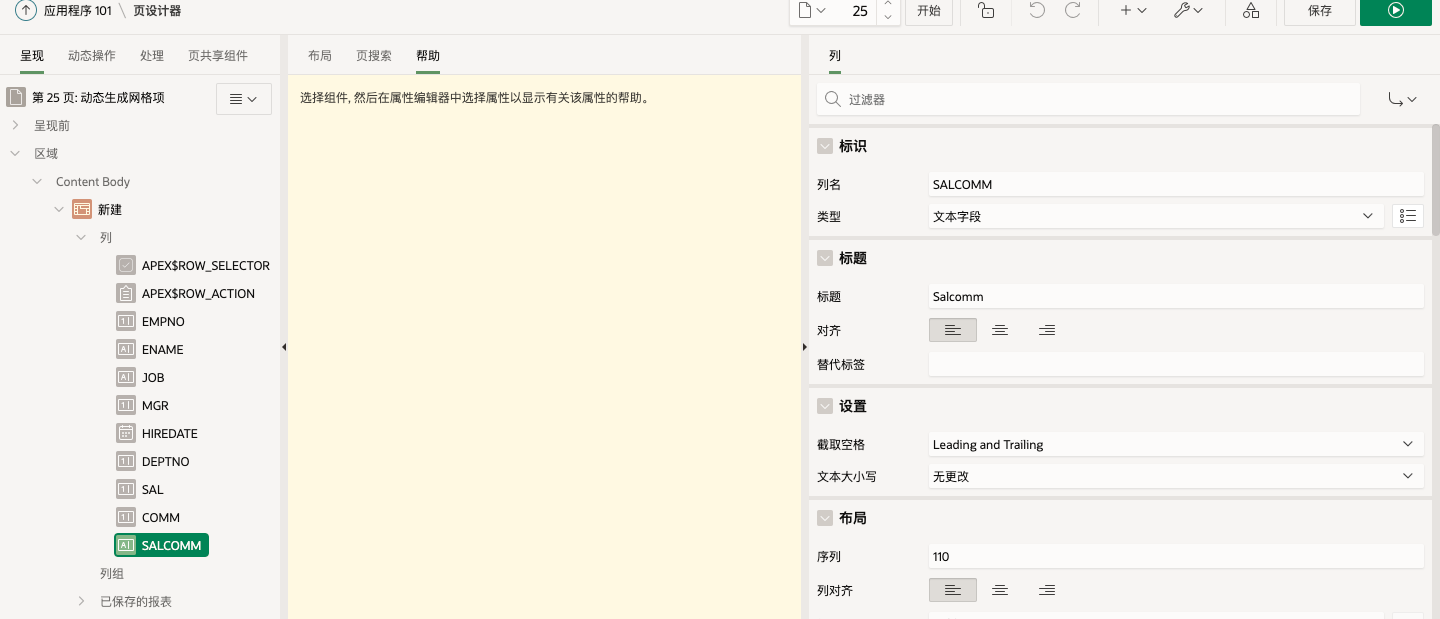 应用程序 101 \ 页设计器
25
开始
保存
呈现 动态操作 处理 页共享组件
第 25 页: 动态生成网格项
呈现前
区域
Content Body
新建
列
APEX$ROW_SELECTOR
APEX$ROW_ACTION
EMPNO
ENAME
JOB
MGR
HIREDATE
DEPTNO
SAL
COMM
SALCOMM
列组
已保存的报表
布局 页搜索 帮助
选择组件, 然后在属性编辑器中选择属性以显示有关该属性的帮助。
列
过滤器
标识
列名 SALCOMM
类型 文本字段
标题
标题 Salcomm
对齐
替代标签
设置
截取空格 Leading and Trailing
文本大小写 无更改
布局
序列 110
列对齐